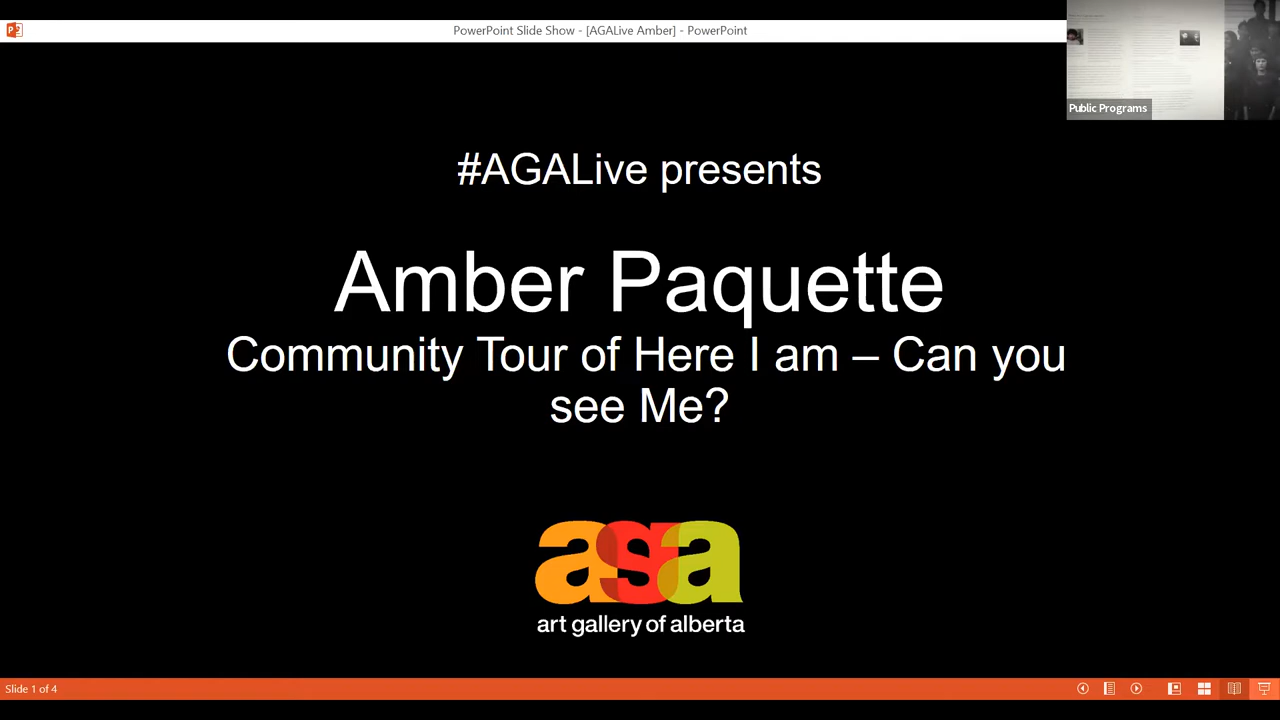 PowerPoint Slide Show - [AGALive Amber] - PowerPoint
Public Programs
#AGALive presents
Amber Paquette
Community Tour of Here I am – Can you
see Me?
aga
art gallery of alberta
Slide 1 of 4